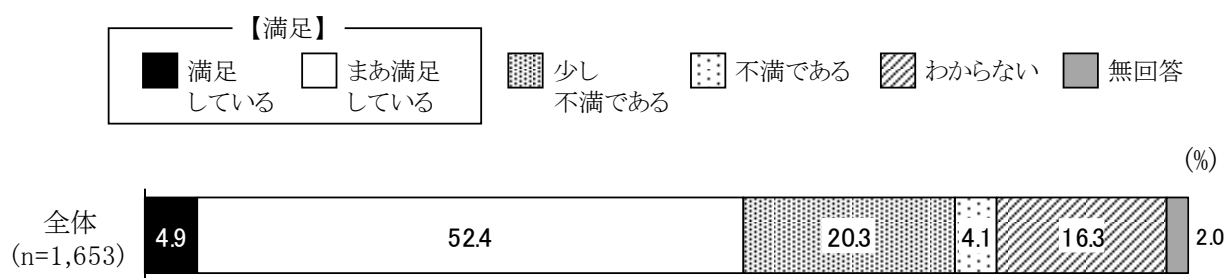 【満足】
満足
している
まあ満足
している
少し
不満である
不満である
わからない
無回答
(%)
全体
(n=1,653)
4.9
52.4
20.3
4.1
16.3
2.0